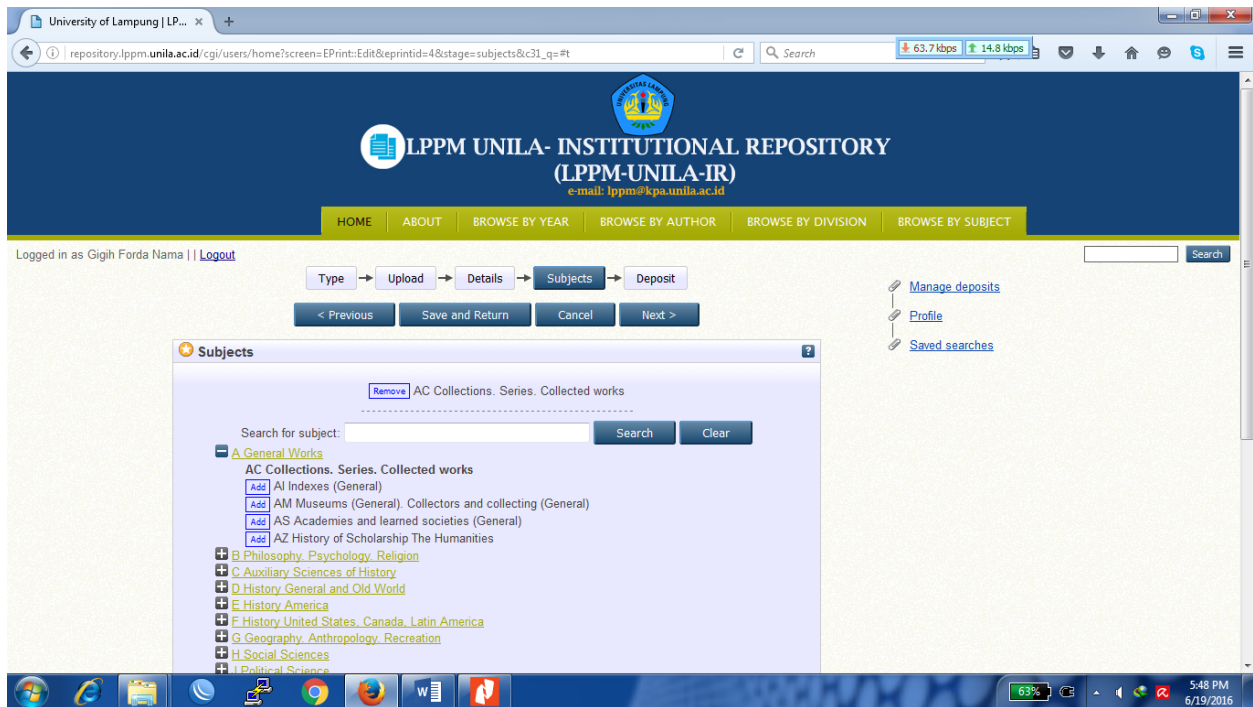 University of Lampung | LP...
repository.lppm.unila.ac.id/cgi/users/home?screen=EPrint::Edit&eprintid=4&stage=subjects&c31_q=#t
Search
63.7 kbps 14.8 kbps
UNIVERSITAS LAMPUNG
LPPM UNILA- INSTITUTIONAL REPOSITORY
(LPPM-UNILA-IR)
e-mail: lppm@kpa.unila.ac.id
HOME ABOUT BROWSE BY YEAR BROWSE BY AUTHOR BROWSE BY DIVISION BROWSE BY SUBJECT
Logged in as Gigih Forda Nama | | Logout
Search
Type Upload Details Subjects Deposit
< Previous Save and Return Cancel Next >
Manage deposits
Profile
Saved searches
Subjects
?
Remove AC Collections. Series. Collected works
Search for subject: Search Clear
A General Works
AC Collections. Series. Collected works
Add AI Indexes (General)
Add AM Museums (General). Collectors and collecting (General)
Add AS Academies and learned societies (General)
Add AZ History of Scholarship The Humanities
B Philosophy. Psychology. Religion
C Auxiliary Sciences of History
D History General and Old World
E History America
F History United States, Canada, Latin America
G Geography. Anthropology. Recreation
H Social Sciences
J Political Science
63%
5:48 PM
6/19/2016